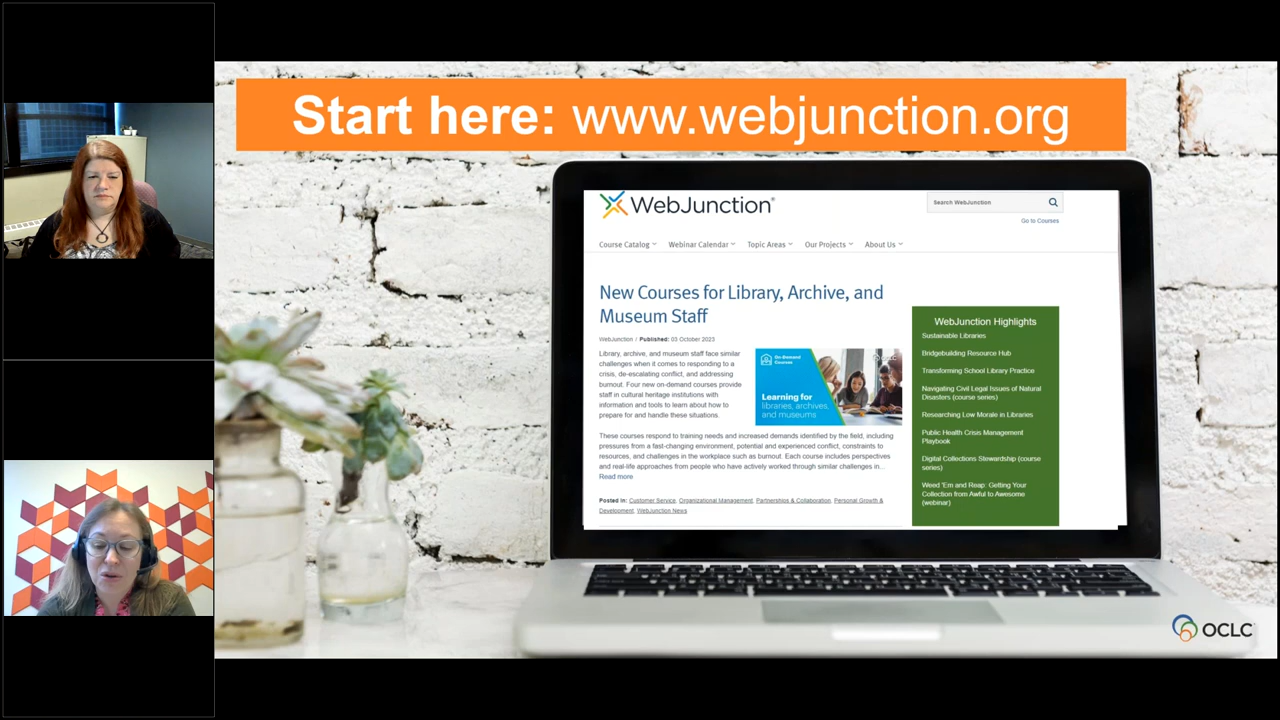 Start here: www.webjunction.org
WebJunction®
Search WebJunction
Go to Courses
Course Catalog
Webinar Calendar
Topic Areas
Our Projects
About Us
New Courses for Library, Archive, and
Museum Staff
WebJunction / Published: 03 October 2023
Library, archive, and museum staff face similar
challenges when it comes to responding to a
crisis, de-escalating conflict, and addressing
burnout. Four new on-demand courses provide
staff in cultural heritage institutions with
information and tools to learn about how to
prepare for and handle these situations.
On-Demand
Courses
OCLC
Learning for
libraries, archives,
and museums
These courses respond to training needs and increased demands identified by the field, including
pressures from a fast-changing environment, potential and experienced conflict, constraints to
resources, and challenges in the workplace such as burnout. Each course includes perspectives
and real-life approaches from people who have actively worked through similar challenges in...
Read more
Posted in: Customer Service, Organizational Management, Partnerships & Collaboration, Personal Growth &
Development, WebJunction News
WebJunction Highlights
Sustainable Libraries
Bridgebuilding Resource Hub
Transforming School Library Practice
Navigating Civil Legal Issues of Natural
Disasters (course series)
Researching Low Morale in Libraries
Public Health Crisis Management
Playbook
Digital Collections Stewardship (course
series)
Weed 'Em and Reap: Getting Your
Collection from Awful to Awesome
(webinar)
OCLC